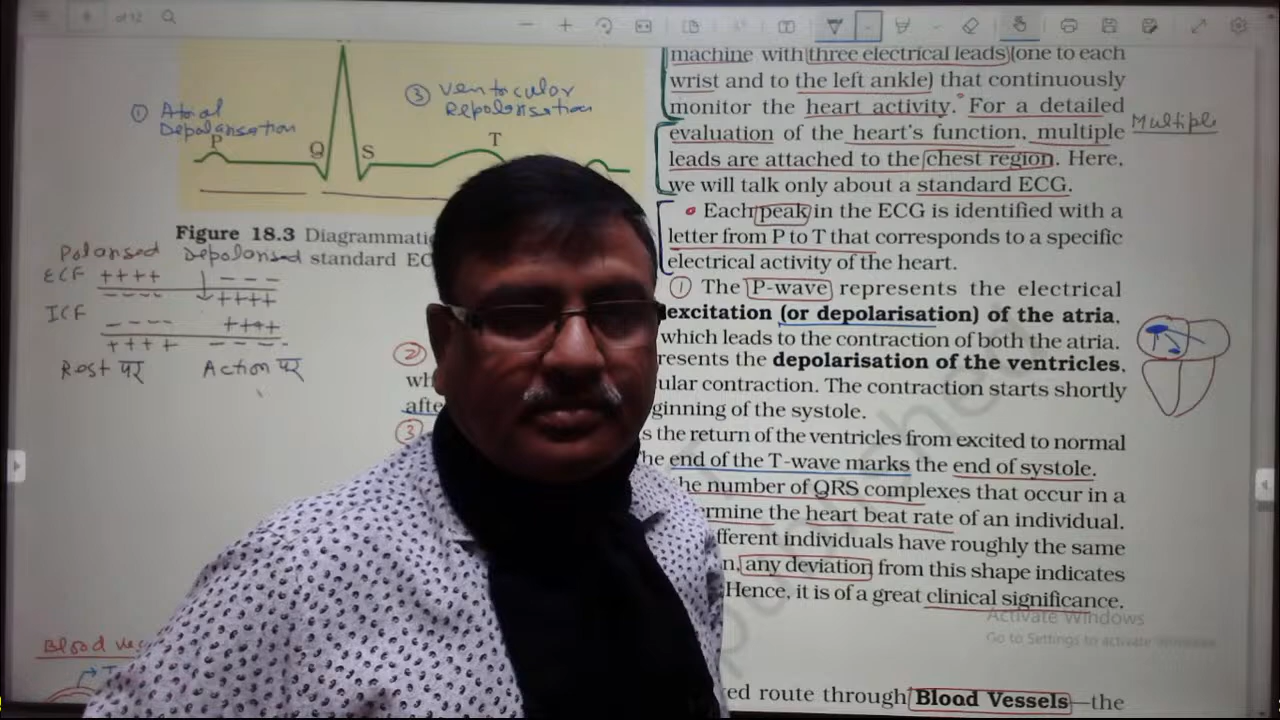 of 12
① Atrial
Depolarisation
P
Q
S
③ Ventricular
Repolarisation
T
Figure 18.3 Diagrammati
standard EC
Polarised
Depolarised
ECF ++++
- - - -
- - - -
++++
ICF
- - - -
++++
++++
- - - -
Rest पर
Action पर
②
wh
afte
③
Blood ves
machine with three electrical leads (one to each
wrist and to the left ankle) that continuously
monitor the heart activity. For a detailed
evaluation of the heart's function, multiple
leads are attached to the chest region. Here,
we will talk only about a standard ECG.
Multiple
Each peak in the ECG is identified with a
letter from P to T that corresponds to a specific
electrical activity of the heart.
① The P-wave represents the electrical
excitation (or depolarisation) of the atria,
which leads to the contraction of both the atria.
resents the depolarisation of the ventricles,
ular contraction. The contraction starts shortly
ginning of the systole.
s the return of the ventricles from excited to normal
he end of the T-wave marks the end of systole.
he number of QRS complexes that occur in a
ermine the heart beat rate of an individual.
fferent individuals have roughly the same
n, any deviation from this shape indicates
Hence, it is of a great clinical significance.
Activate Windows
Go to Settings to activate Windows.
ed route through Blood Vessels—the